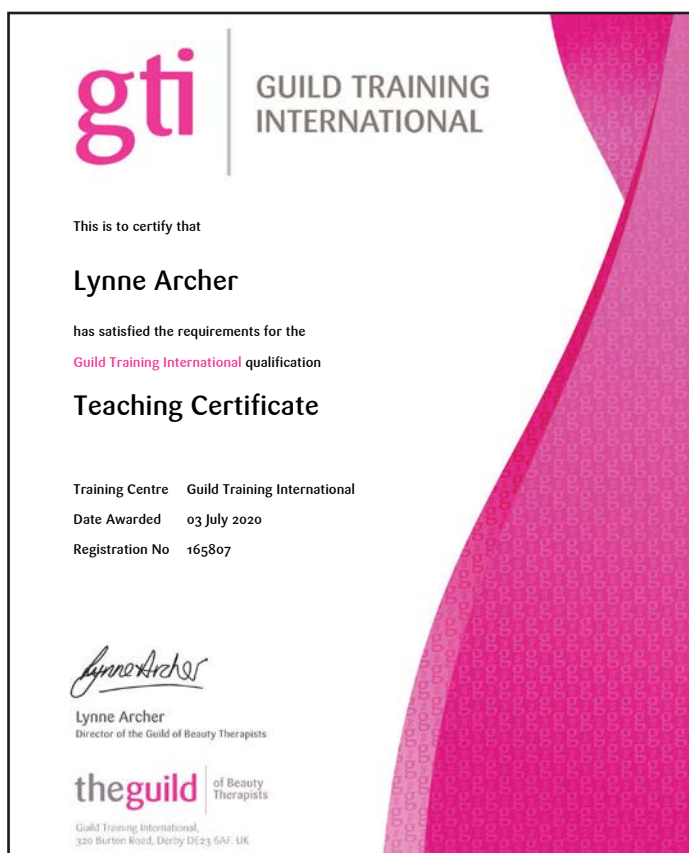 gti
GUILD TRAINING
INTERNATIONAL
This is to certify that
Lynne Archer
has satisfied the requirements for the
Guild Training International qualification
Teaching Certificate
Training Centre Guild Training International
Date Awarded 03 July 2020
Registration No 165807
Lynne Archer
Lynne Archer
Director of the Guild of Beauty Therapists
theguild of Beauty
Therapists
Guild Training International,
320 Burton Road, Derby DE23 6AF. UK